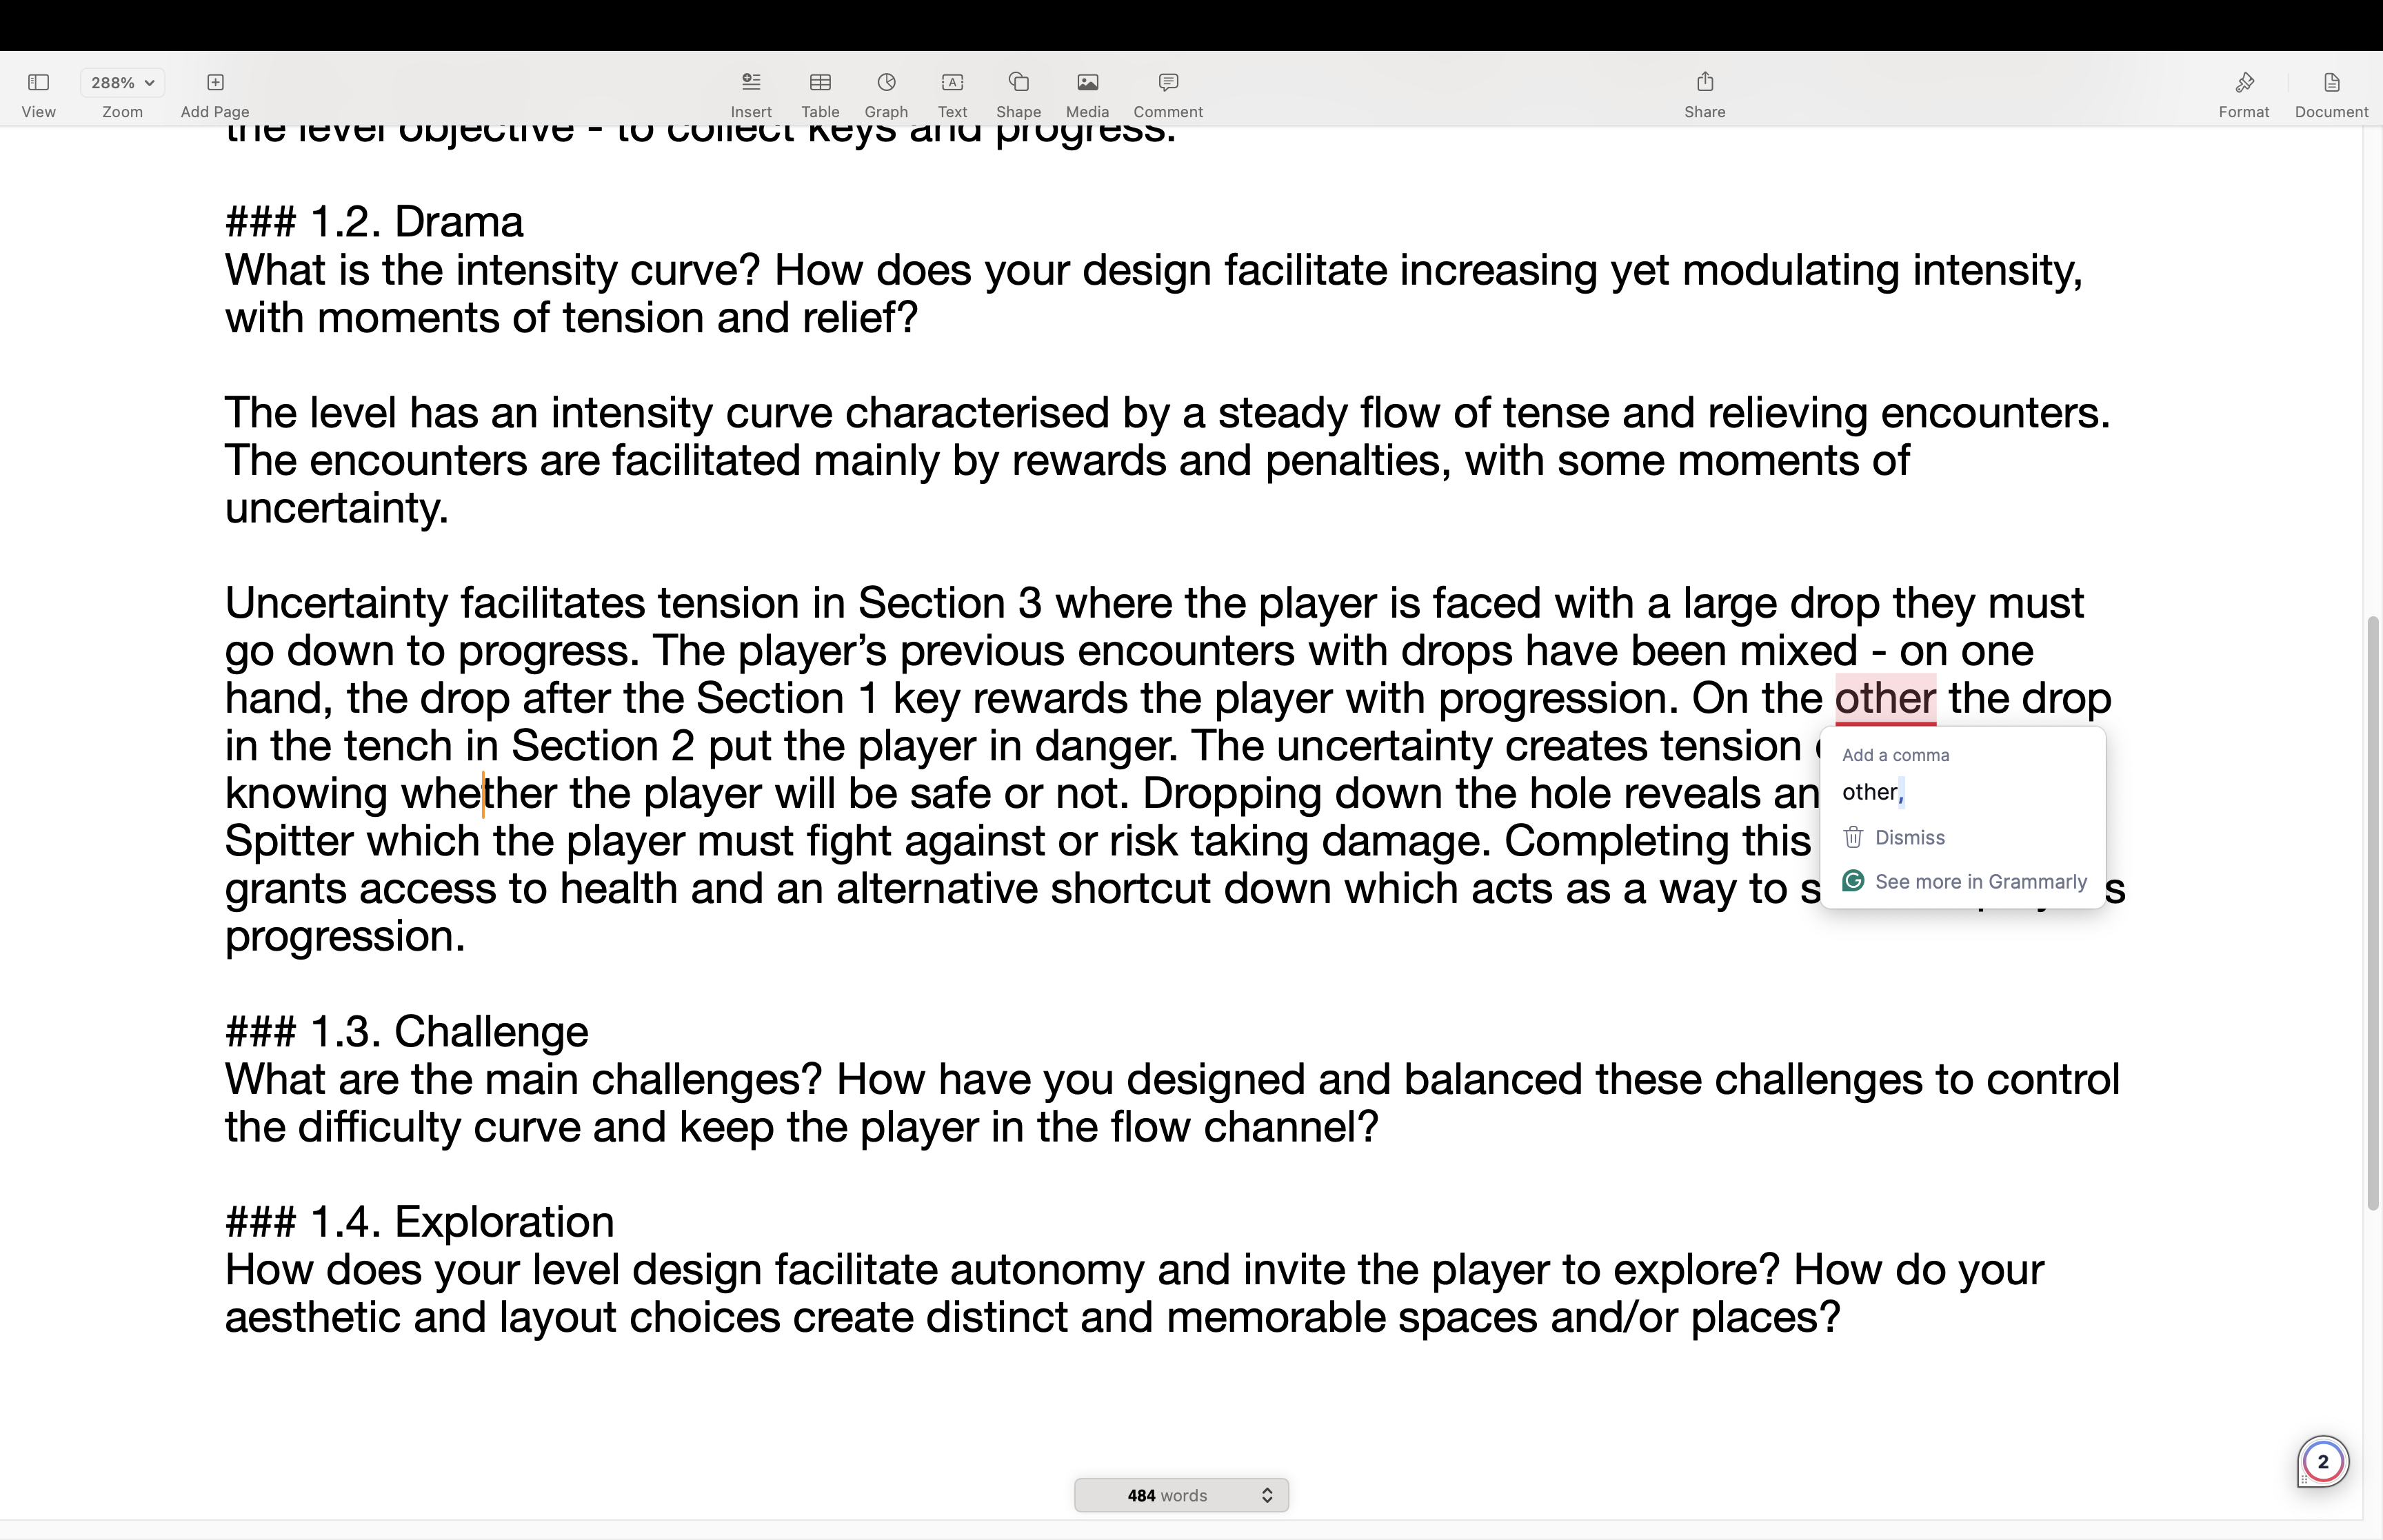 288%
View
Zoom
Add Page
Insert
Table
Graph
Text
Shape
Media
Comment
Share
Format
Document
the level objective - to collect keys and progress.
### 1.2. Drama
What is the intensity curve? How does your design facilitate increasing yet modulating intensity,
with moments of tension and relief?
The level has an intensity curve characterised by a steady flow of tense and relieving encounters.
The encounters are facilitated mainly by rewards and penalties, with some moments of
uncertainty.
Uncertainty facilitates tension in Section 3 where the player is faced with a large drop they must
go down to progress. The player’s previous encounters with drops have been mixed - on one
hand, the drop after the Section 1 key rewards the player with progression. On the other the drop
in the tench in Section 2 put the player in danger. The uncertainty creates tension
knowing whether the player will be safe or not. Dropping down the hole reveals an
Spitter which the player must fight against or risk taking damage. Completing this
grants access to health and an alternative shortcut down which acts as a way to
progression.
Add a comma
other,
Dismiss
See more in Grammarly
### 1.3. Challenge
What are the main challenges? How have you designed and balanced these challenges to control
the difficulty curve and keep the player in the flow channel?
### 1.4. Exploration
How does your level design facilitate autonomy and invite the player to explore? How do your
aesthetic and layout choices create distinct and memorable spaces and/or places?
484 words
2